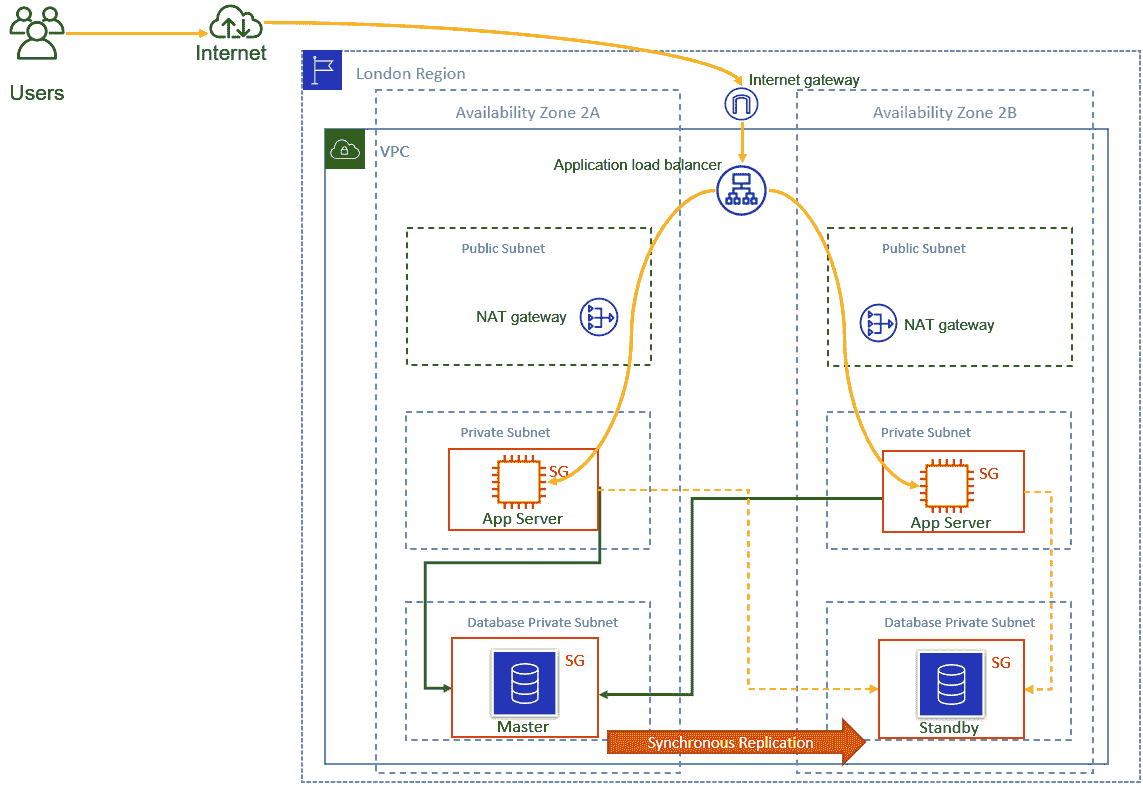 Users
Internet
London Region
Internet gateway
Availability Zone 2A
Availability Zone 2B
VPC
Application load balancer
Public Subnet
Public Subnet
NAT gateway
NAT gateway
Private Subnet
Private Subnet
SG
SG
App Server
App Server
Database Private Subnet
Database Private Subnet
SG
SG
Master
Standby
Synchronous Replication